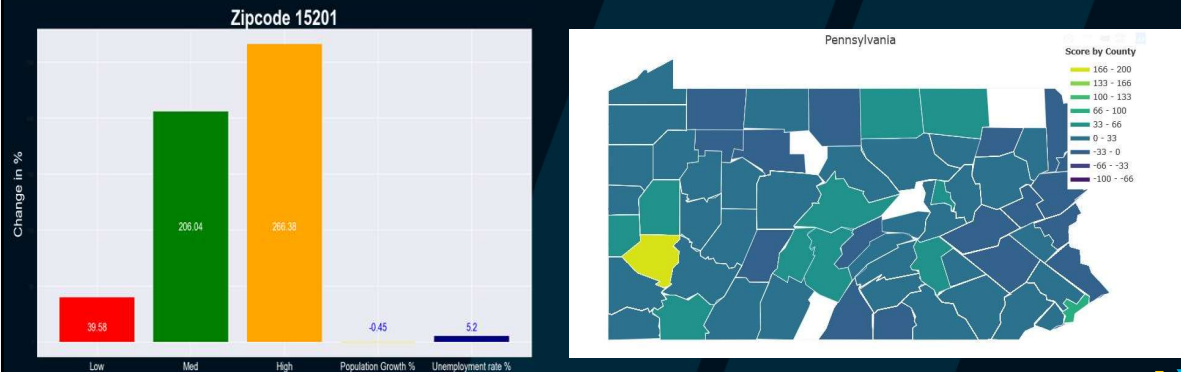 Zipcode 15201
Change in %
39.58
206.04
266.38
-0.45
5.2
Low
Med
High
Population Growth %
Unemployment rate %
Pennsylvania
Score by County
166 - 200
133 - 166
100 - 133
66 - 100
33 - 66
0 - 33
-33 - 0
-66 - -33
-100 - -66